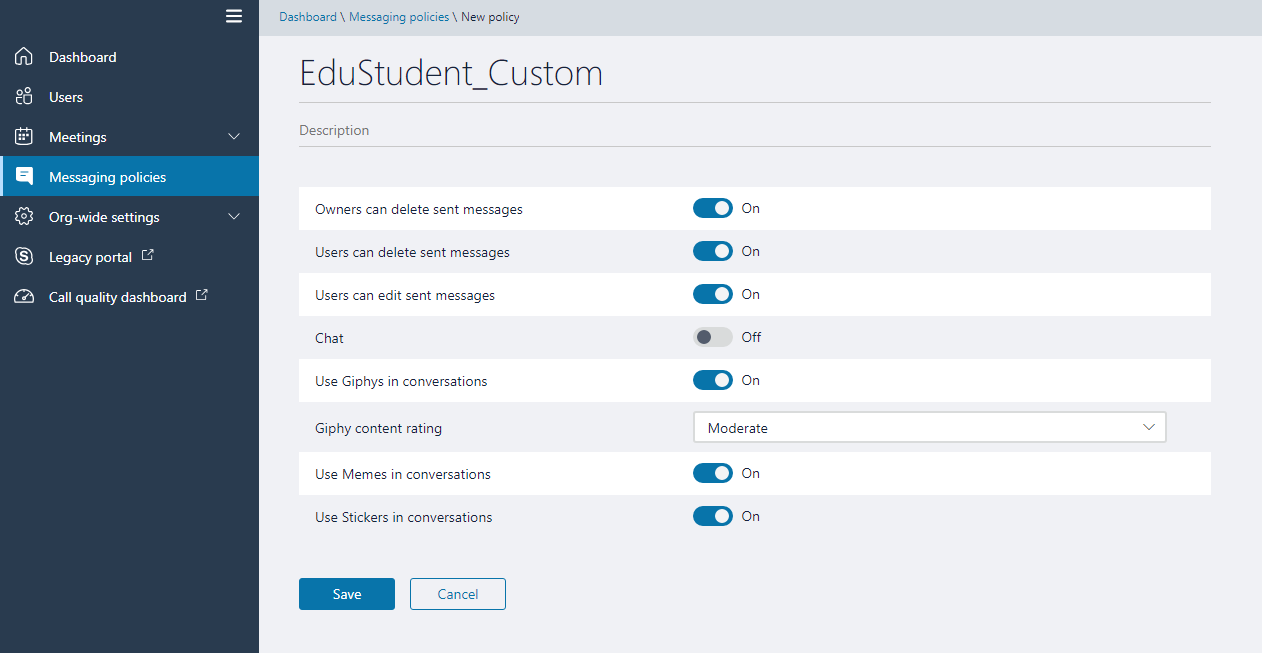 Dashboard \ Messaging policies \ New policy
Dashboard
Users
Meetings
Messaging policies
Org-wide settings
Legacy portal
Call quality dashboard
EduStudent_Custom
Description
Owners can delete sent messages On
Users can delete sent messages On
Users can edit sent messages On
Chat Off
Use Giphys in conversations On
Giphy content rating Moderate
Use Memes in conversations On
Use Stickers in conversations On
Save Cancel